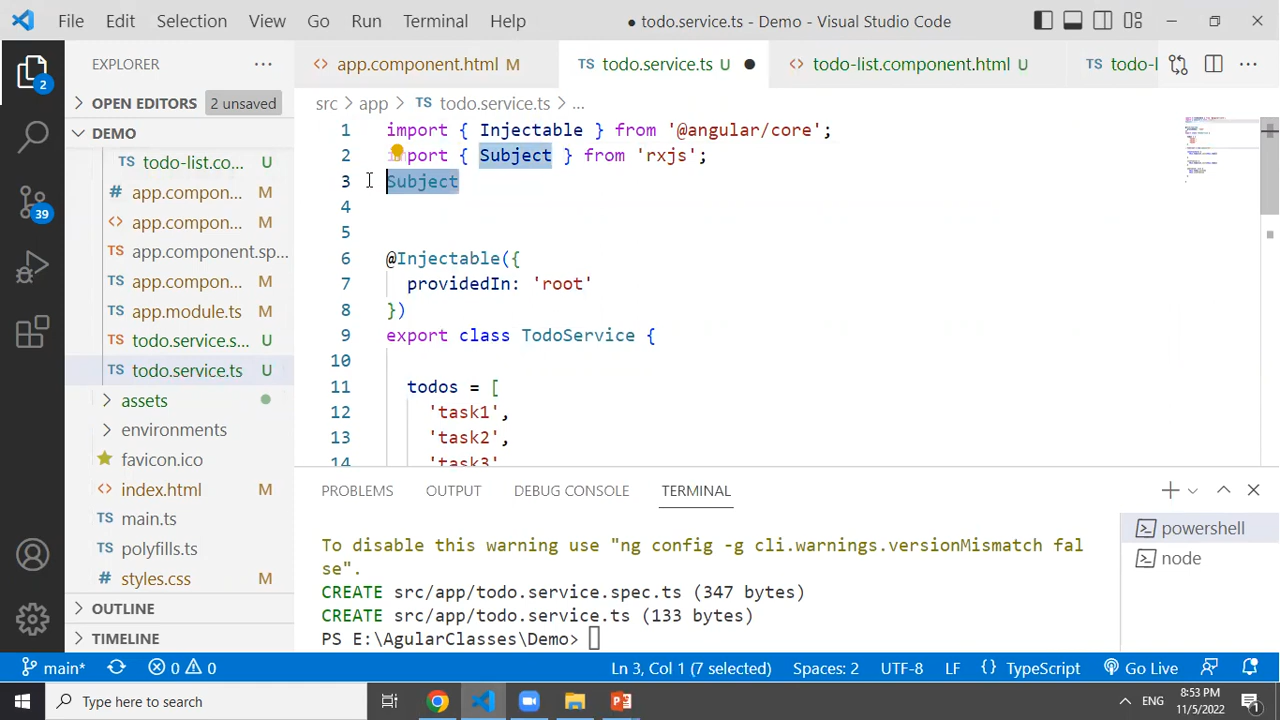 File Edit Selection View Go Run Terminal Help
todo.service.ts - Demo - Visual Studio Code
EXPLORER
app.component.html M
todo.service.ts U
todo-list.component.html U
todo-l
OPEN EDITORS 2 unsaved
src > app > TS todo.service.ts > ...
DEMO
todo-list.co... U
app.compon... M
app.compon... M
app.component.sp...
app.compon... M
app.module.ts M
todo.service.s... U
todo.service.ts U
assets
environments
favicon.ico
index.html M
main.ts
polyfills.ts
styles.css M
OUTLINE
TIMELINE
2
39
1 import { Injectable } from '@angular/core';
2 import { Subject } from 'rxjs';
3 Subject
4
5
6 @Injectable({
7 providedIn: 'root'
8 })
9 export class TodoService {
10
11 todos = [
12 'task1',
13 'task2',
14 'task3'
PROBLEMS OUTPUT DEBUG CONSOLE TERMINAL
To disable this warning use "ng config -g cli.warnings.versionMismatch fal
se".
CREATE src/app/todo.service.spec.ts (347 bytes)
CREATE src/app/todo.service.ts (133 bytes)
PS E:\AgularClasses\Demo>
powershell
node
main* 0 0 Ln 3, Col 1 (7 selected) Spaces: 2 UTF-8 LF {} TypeScript Go Live
Type here to search
ENG
8:53 PM
11/5/2022
1